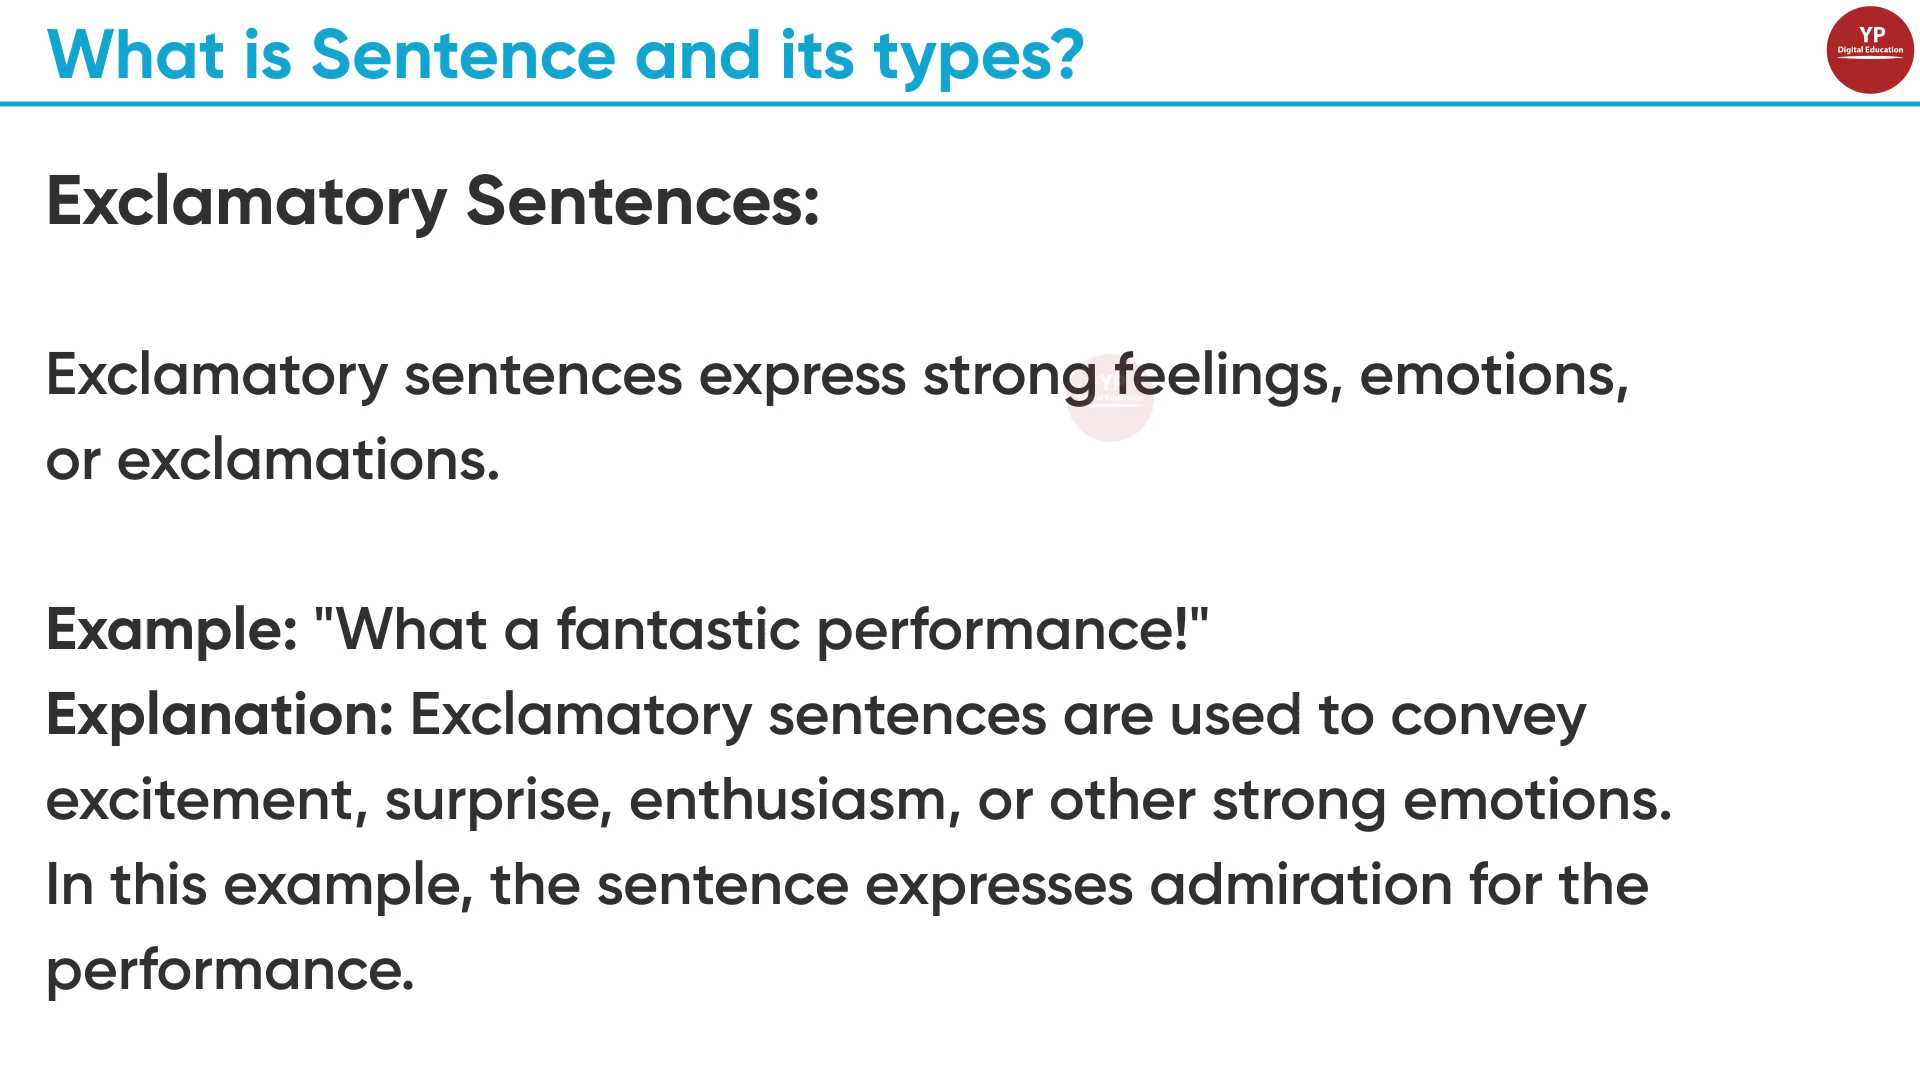 What is Sentence and its types?
YP
Digital Education
Exclamatory Sentences:
Exclamatory sentences express strong feelings, emotions,
or exclamations.
Example: "What a fantastic performance!"
Explanation: Exclamatory sentences are used to convey
excitement, surprise, enthusiasm, or other strong emotions.
In this example, the sentence expresses admiration for the
performance.